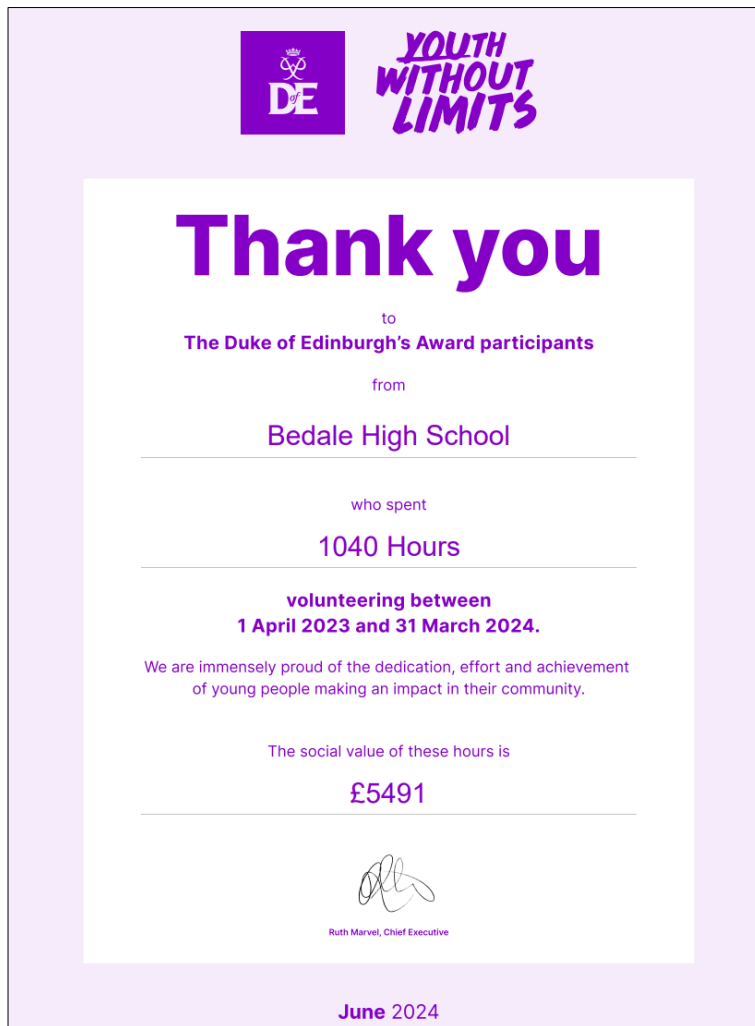 DofE
YOUTH
WITHOUT
LIMITS
Thank you
to
The Duke of Edinburgh’s Award participants
from
Bedale High School
who spent
1040 Hours
volunteering between
1 April 2023 and 31 March 2024.
We are immensely proud of the dedication, effort and achievement
of young people making an impact in their community.
The social value of these hours is
£5491
Ruth Marvel, Chief Executive
June 2024